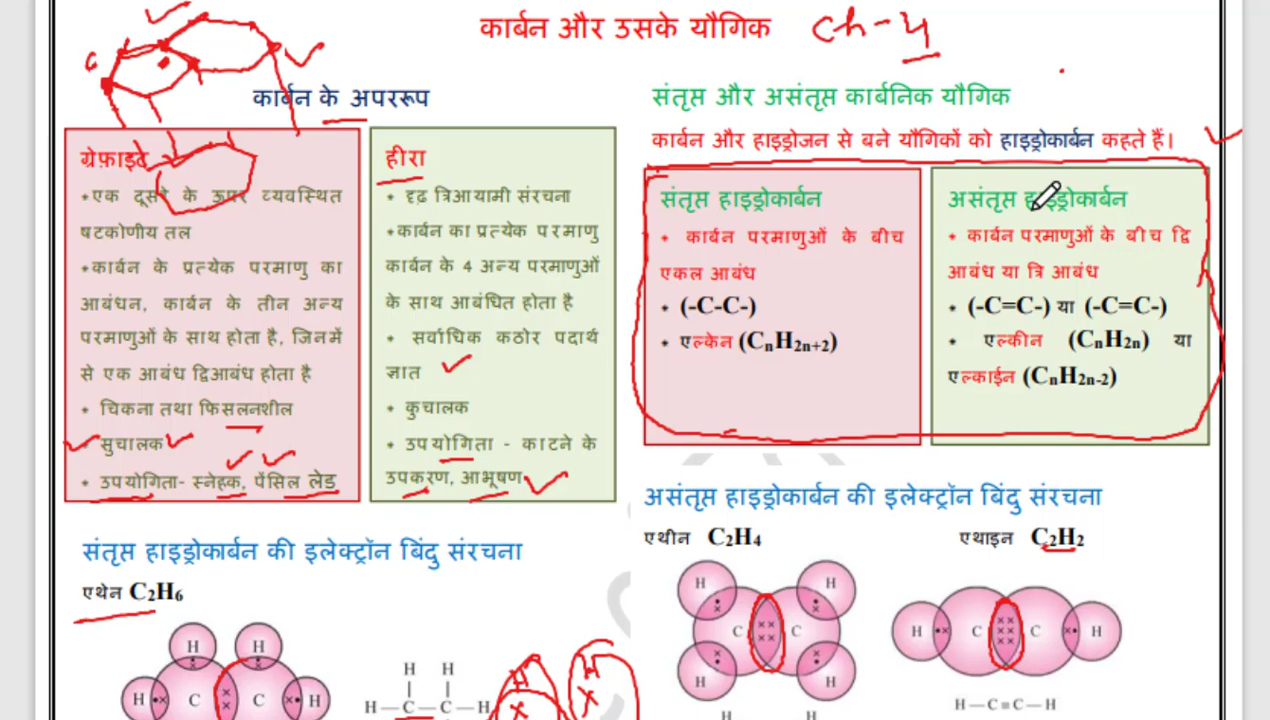 कार्बन और उसके यौगिक ch-4
कार्बन के अपररूप
ग्रेफ़ाइट
*एक दूसरे के ऊपर व्यवस्थित
षटकोणीय तल
*कार्बन के प्रत्येक परमाणु का
आबंधन, कार्बन के तीन अन्य
परमाणुओं के साथ होता है, जिनमें
से एक आबंध द्विआबंध होता है
* चिकना तथा फिसलनशील
* सुचालक
* उपयोगिता- स्नेहक, पेंसिल लेड
हीरा
* दृढ त्रिआयामी संरचना
*कार्बन का प्रत्येक परमाणु
कार्बन के 4 अन्य परमाणुओं
के साथ आबंधित होता है
* सर्वाधिक कठोर पदार्थ
ज्ञात
* कुचालक
* उपयोगिता - काटने के
उपकरण, आभूषण
संतृप्त हाइड्रोकार्बन की इलेक्ट्रॉन बिंदु संरचना
एथेन C₂H₆
H H
H C C H
H H
H—C—C—H
H H
X X
संतृप्त और असंतृप्त कार्बनिक यौगिक
कार्बन और हाइड्रोजन से बने यौगिकों को हाइड्रोकार्बन कहते हैं।
संतृप्त हाइड्रोकार्बन
* कार्बन परमाणुओं के बीच
एकल आबंध
* (-C-C-)
* एल्केन (CₙH₂ₙ₊₂)
असंतृप्त हाइड्रोकार्बन
* कार्बन परमाणुओं के बीच द्वि
आबंध या त्रि आबंध
* (-C=C-) या (-C=C-)
* एल्कीन (CₙH₂ₙ) या
एल्काईन (CₙH₂ₙ₋₂)
असंतृप्त हाइड्रोकार्बन की इलेक्ट्रॉन बिंदु संरचना
एथीन C₂H₄
H H
C C
H H
H H
एथाइन C₂H₂
H C C H
H—C≡C—H